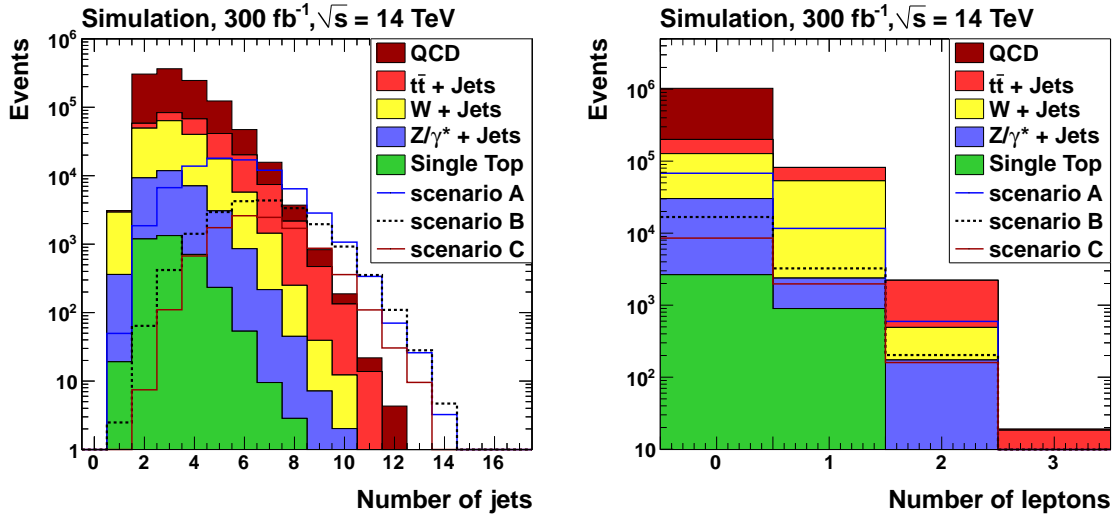 Simulation, 300 fb⁻¹, √s = 14 TeV
Events
10⁶
10⁵
10⁴
10³
10²
10
1
QCD
tt̄ + Jets
W + Jets
Z/γ* + Jets
Single Top
scenario A
scenario B
scenario C
0 2 4 6 8 10 12 14 16
Number of jets
Simulation, 300 fb⁻¹, √s = 14 TeV
Events
10⁶
10⁵
10⁴
10³
10²
10
QCD
tt̄ + Jets
W + Jets
Z/γ* + Jets
Single Top
scenario A
scenario B
scenario C
0 1 2 3
Number of leptons